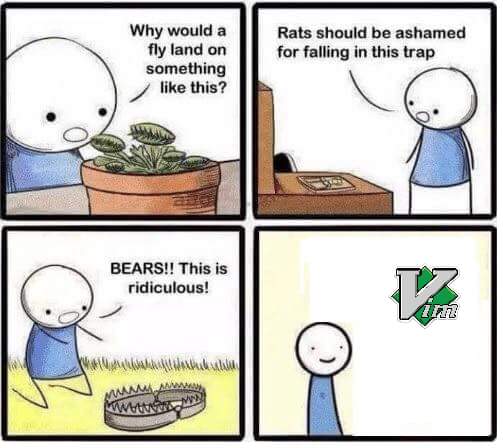 Why would a
fly land on
something
like this?
Rats should be ashamed
for falling in this trap
BEARS!! This is
ridiculous!
Vim